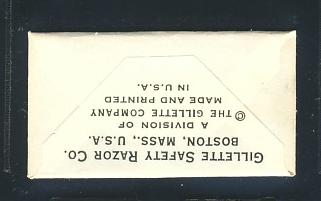 GILLETTE SAFETY RAZOR CO.
BOSTON, MASS., U.S.A.
A DIVISION OF
© THE GILLETTE COMPANY
MADE AND PRINTED
IN U.S.A.